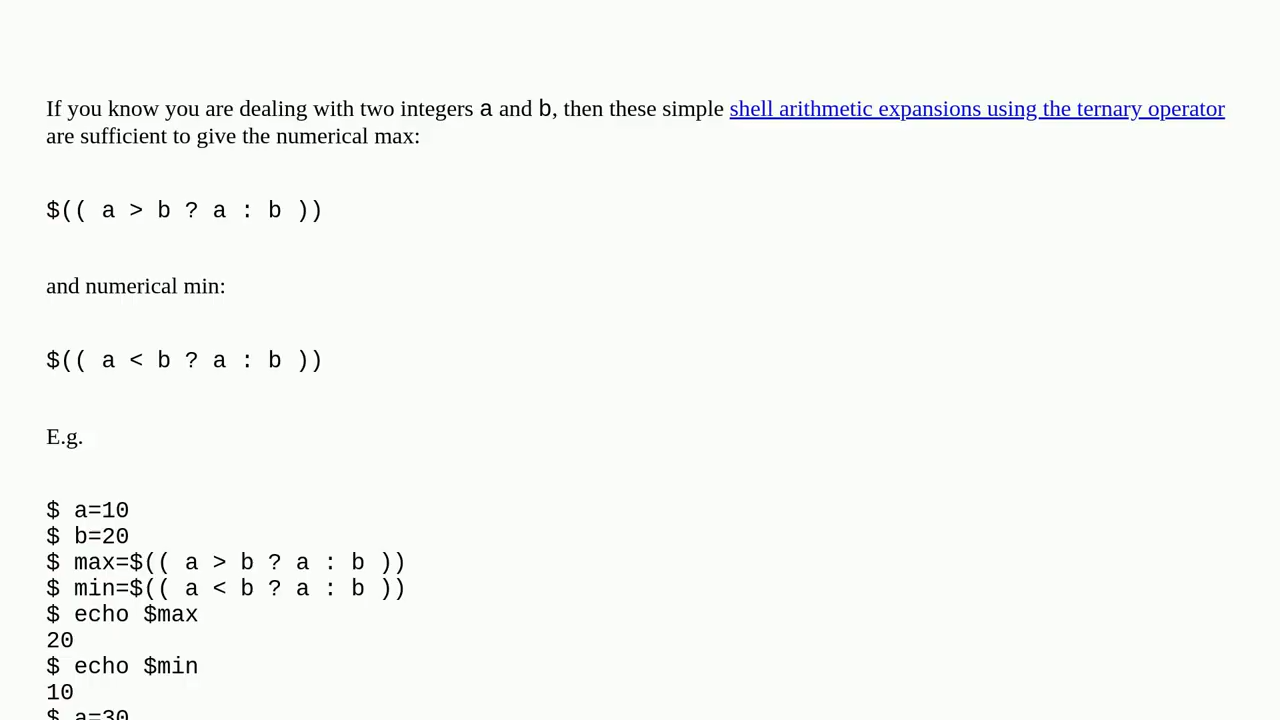 If you know you are dealing with two integers a and b, then these simple shell arithmetic expansions using the ternary operator
are sufficient to give the numerical max:
$(( a > b ? a : b ))
and numerical min:
$(( a < b ? a : b ))
E.g.
$ a=10
$ b=20
$ max=$(( a > b ? a : b ))
$ min=$(( a < b ? a : b ))
$ echo $max
20
$ echo $min
10
$ a=30